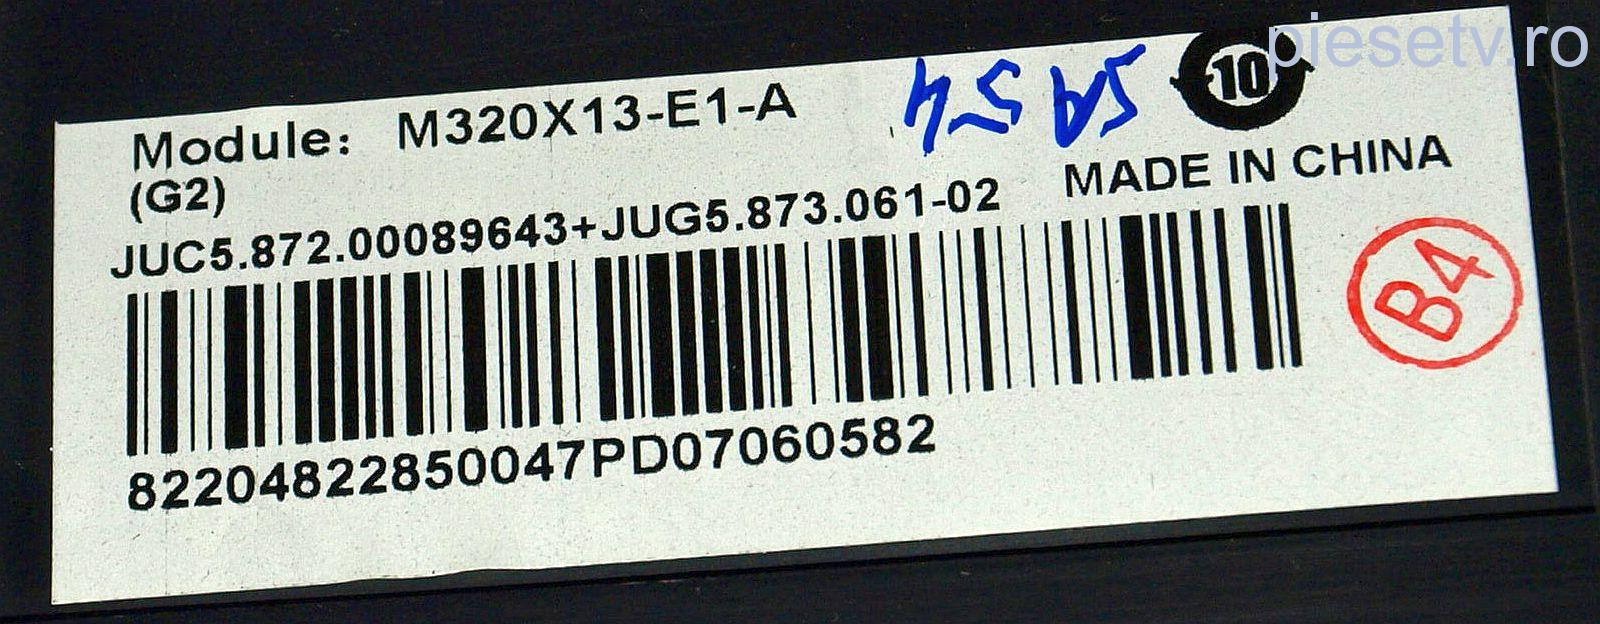 piesetv.ro
10
Module: M320X13-E1-A
(G2)
MADE IN CHINA
JUC5.872.00089643+JUG5.873.061-02
B4
82204822850047PD07060582